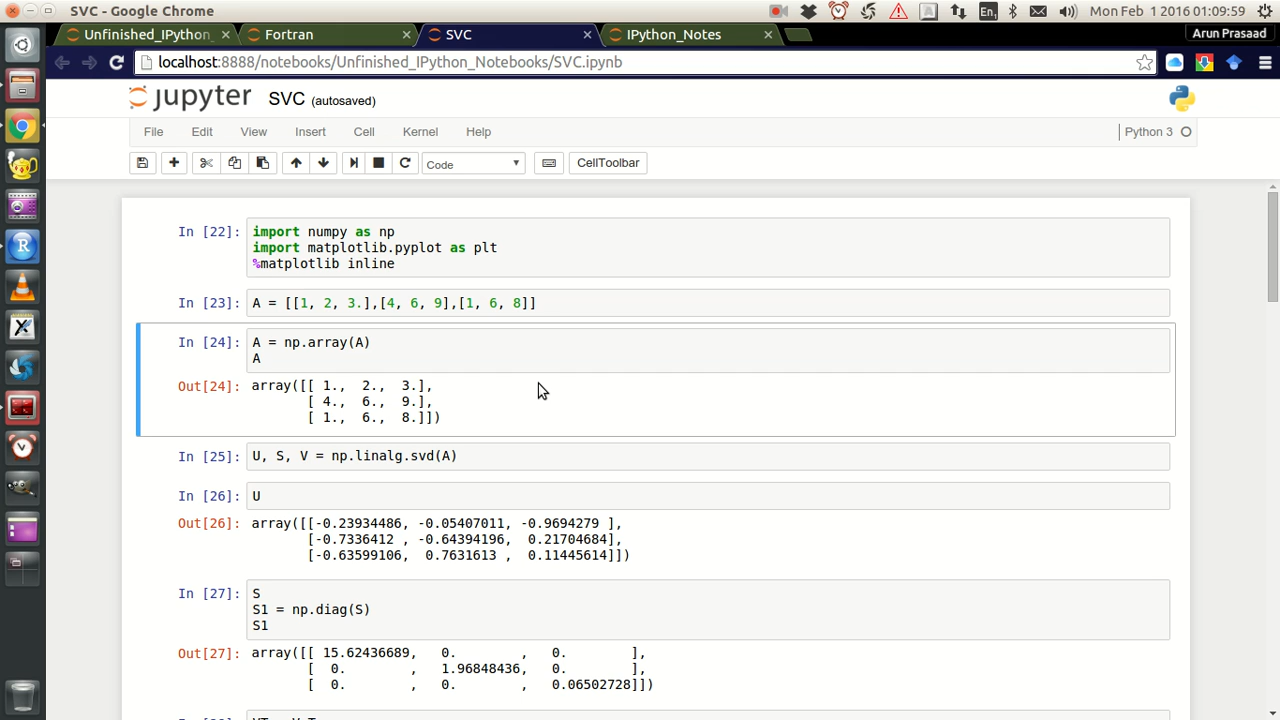 SVC - Google Chrome
En
Mon Feb 1 2016 01:09:59
Unfinished_IPython_
Fortran
SVC
IPython_Notes
Arun Prasaad
localhost:8888/notebooks/Unfinished_IPython_Notebooks/SVC.ipynb
jupyter SVC (autosaved)
File Edit View Insert Cell Kernel Help
Python 3
Code
CellToolbar
In [22]: import numpy as np
import matplotlib.pyplot as plt
%matplotlib inline
In [23]: A = [[1, 2, 3.],[4, 6, 9],[1, 6, 8]]
In [24]: A = np.array(A)
A
Out[24]: array([[ 1., 2., 3.],
[ 4., 6., 9.],
[ 1., 6., 8.]])
In [25]: U, S, V = np.linalg.svd(A)
In [26]: U
Out[26]: array([[-0.23934486, -0.05407011, -0.9694279 ],
[-0.7336412 , -0.64394196, 0.21704684],
[-0.63599106, 0.7631613 , 0.11445614]])
In [27]: S
S1 = np.diag(S)
S1
Out[27]: array([[ 15.62436689, 0. , 0. ],
[ 0. , 1.96848436, 0. ],
[ 0. , 0. , 0.06502728]])